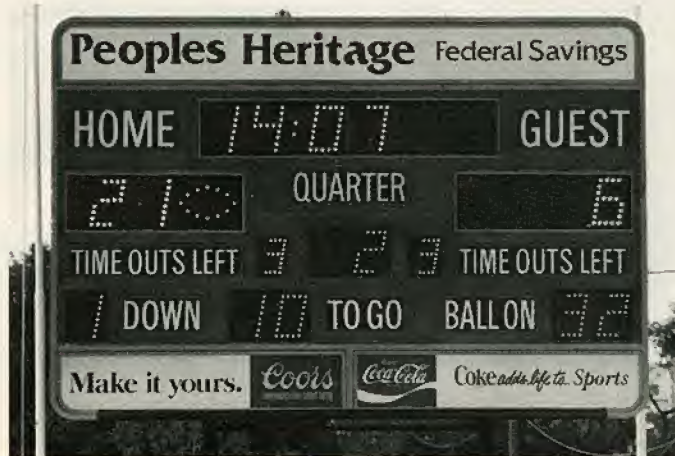 Peoples Heritage Federal Savings
HOME 14:07 GUEST
21 QUARTER 6
TIME OUTS LEFT 3 2 3 TIME OUTS LEFT
1 DOWN 10 TO GO BALL ON 32
Make it yours. Coors Coca-Cola Coke adds life to... Sports